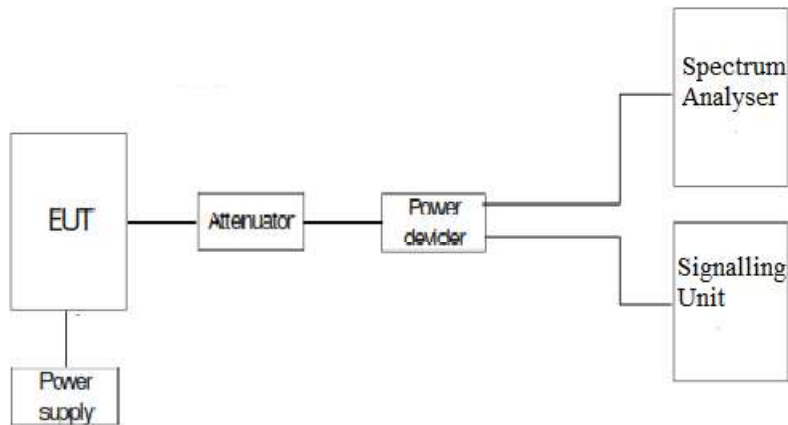 Spectrum
Analyser
EUT
Attenuator
Power
devider
Signalling
Unit
Power
supply